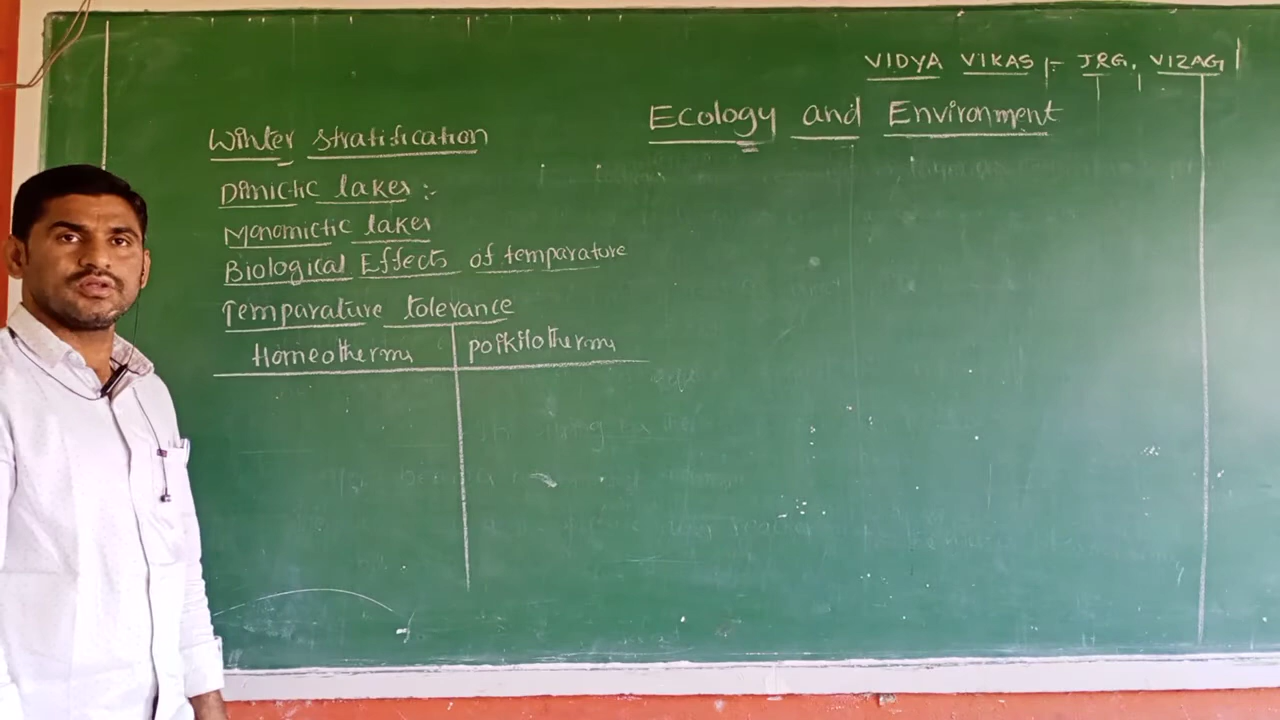 VIDYA VIKAS :- JRG, VIZAG
Ecology and Environment
Winter stratification
Dimictic lakes :-
Monomictic lakes
Biological Effects of temparature
Temparature tolerance
Homeotherms
poikilotherms